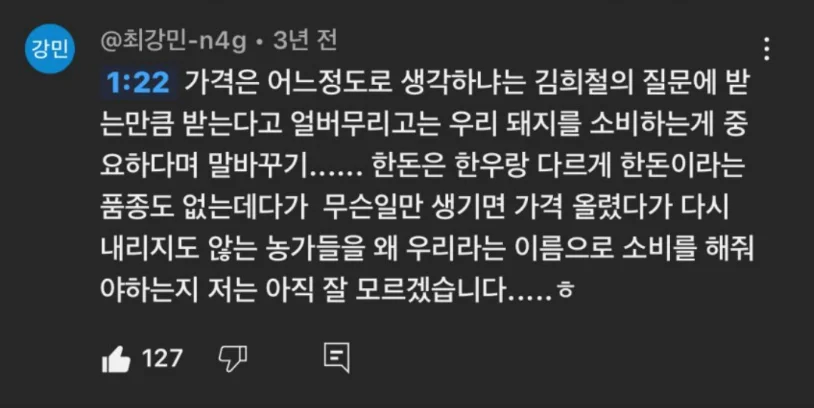 강민
@최강민-n4g • 3년 전
1:22 가격은 어느정도로 생각하냐는 김희철의 질문에 받
는만큼 받는다고 얼버무리고는 우리 돼지를 소비하는게 중
요하다며 말바꾸기...... 한돈은 한우랑 다르게 한돈이라는
품종도 없는데다가  무슨일만 생기면 가격 올렸다가 다시
내리지도 않는 농가들을 왜 우리라는 이름으로 소비를 해줘
야하는지 저는 아직 잘 모르겠습니다.....ㅎ
127